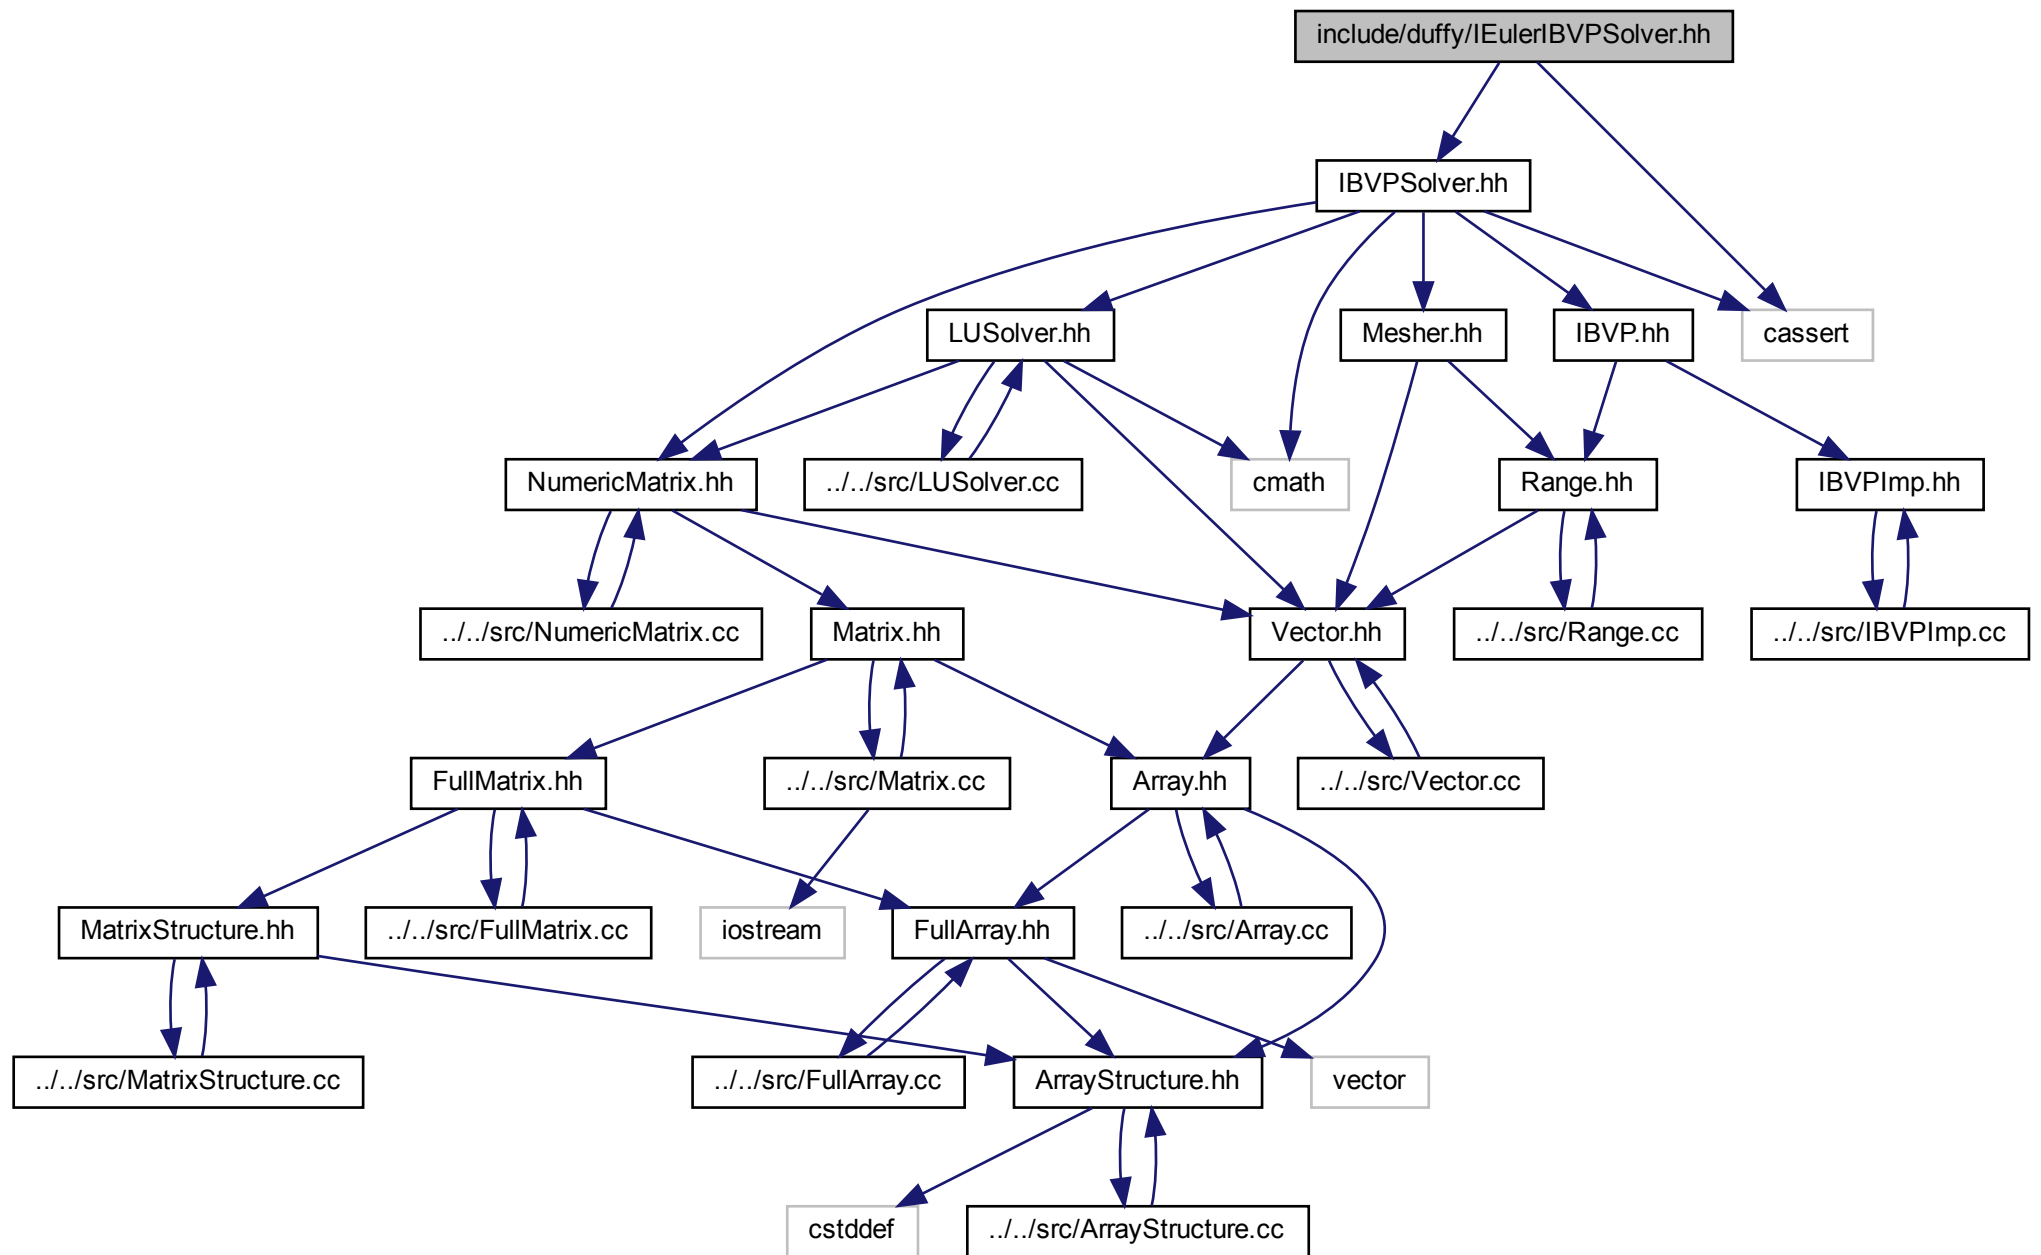 include/duffy/IEulerIBVPSolver.hh
IBVPSolver.hh
LUSolver.hh
Mesher.hh
IBVP.hh
cassert
NumericMatrix.hh
../../src/LUSolver.cc
cmath
Range.hh
IBVPImp.hh
../../src/NumericMatrix.cc
Matrix.hh
Vector.hh
../../src/Range.cc
../../src/IBVPImp.cc
FullMatrix.hh
../../src/Matrix.cc
Array.hh
../../src/Vector.cc
MatrixStructure.hh
../../src/FullMatrix.cc
iostream
FullArray.hh
../../src/Array.cc
../../src/MatrixStructure.cc
../../src/FullArray.cc
ArrayStructure.hh
vector
cstddef
../../src/ArrayStructure.cc